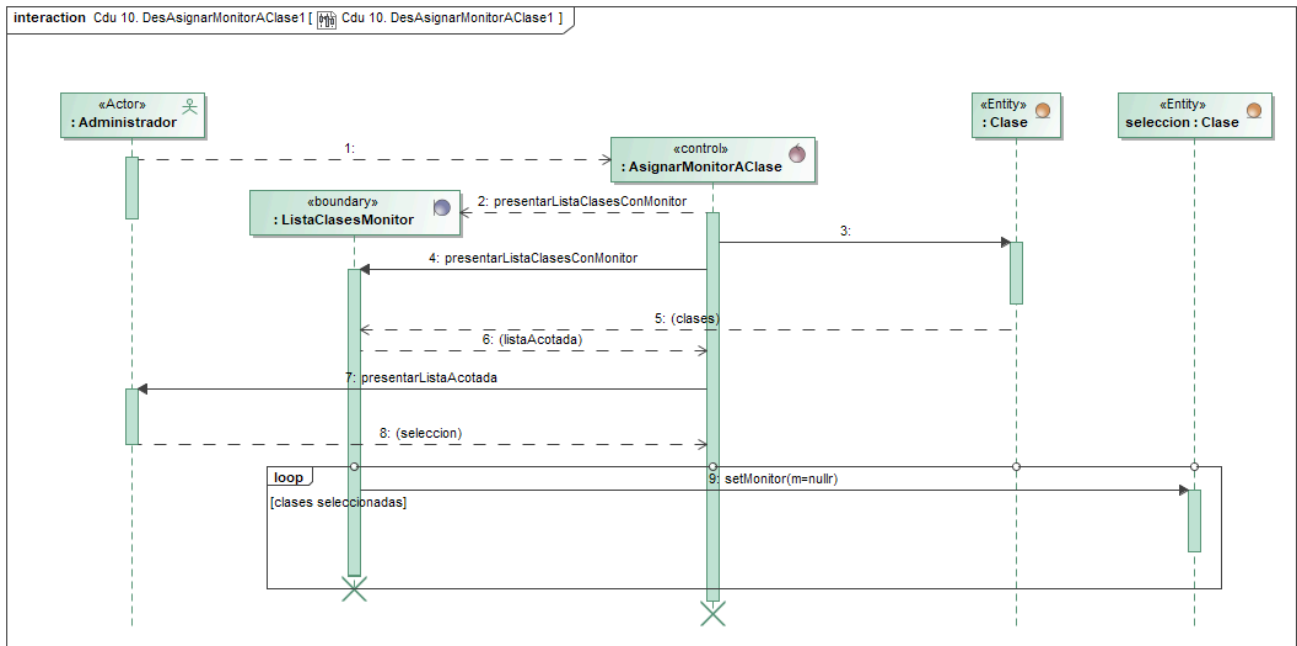 interaction Cdu 10. DesAsignarMonitorAClase1 [ Cdu 10. DesAsignarMonitorAClase1 ]
«Actor»
: Administrador
«Entity»
: Clase
«Entity»
seleccion : Clase
1:
«control»
: AsignarMonitorAClase
«boundary»
: ListaClasesMonitor
2: presentarListaClasesConMonitor
3:
4: presentarListaClasesConMonitor
5: (clases)
6: (listaAcotada)
7: presentarListaAcotada
8: (seleccion)
loop
9: setMonitor(m=nullr)
[clases seleccionadas]